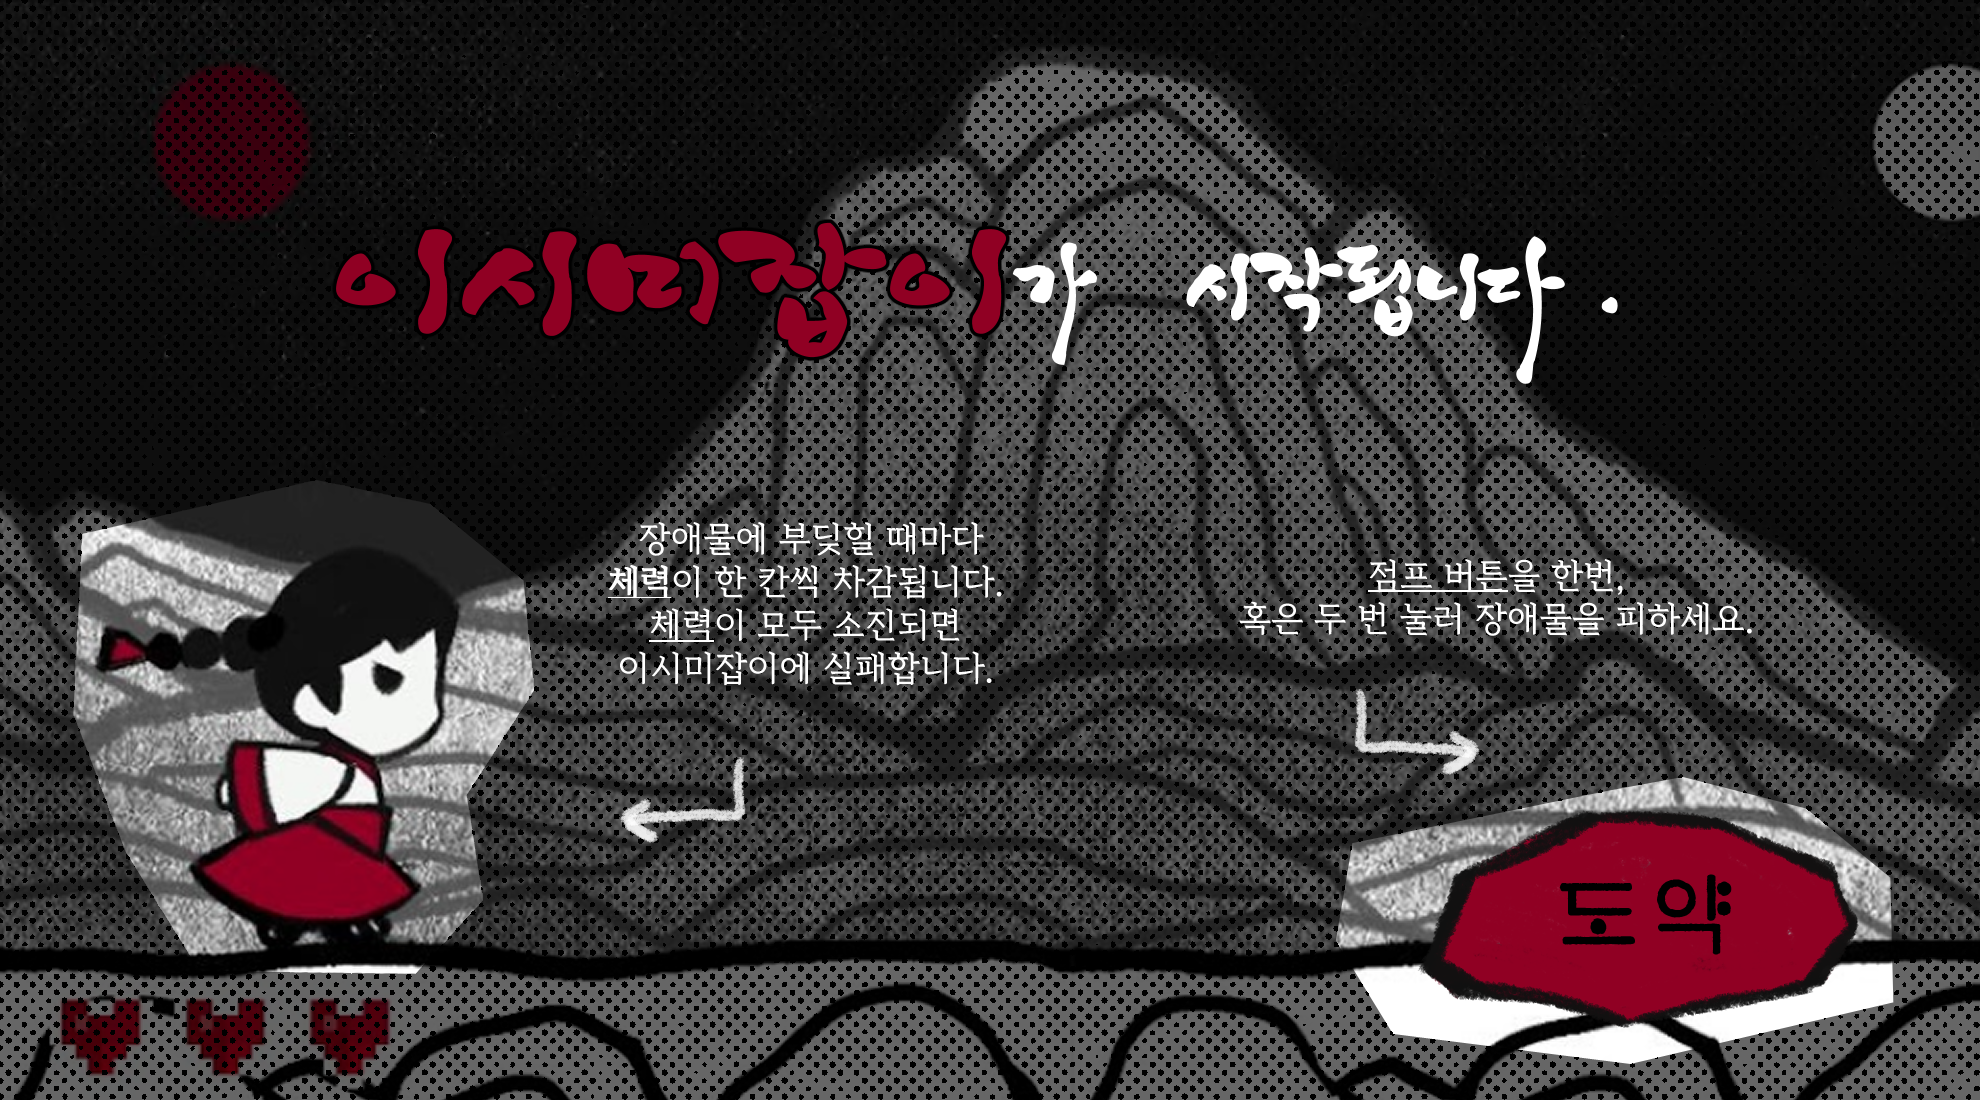 이시미잡이가 시작됩니다.
장애물에 부딪힐 때마다
체력이 한 칸씩 차감됩니다.
체력이 모두 소진되면
이시미잡이에 실패합니다.
점프 버튼을 한번,
혹은 두 번 눌러 장애물을 피하세요.
도약